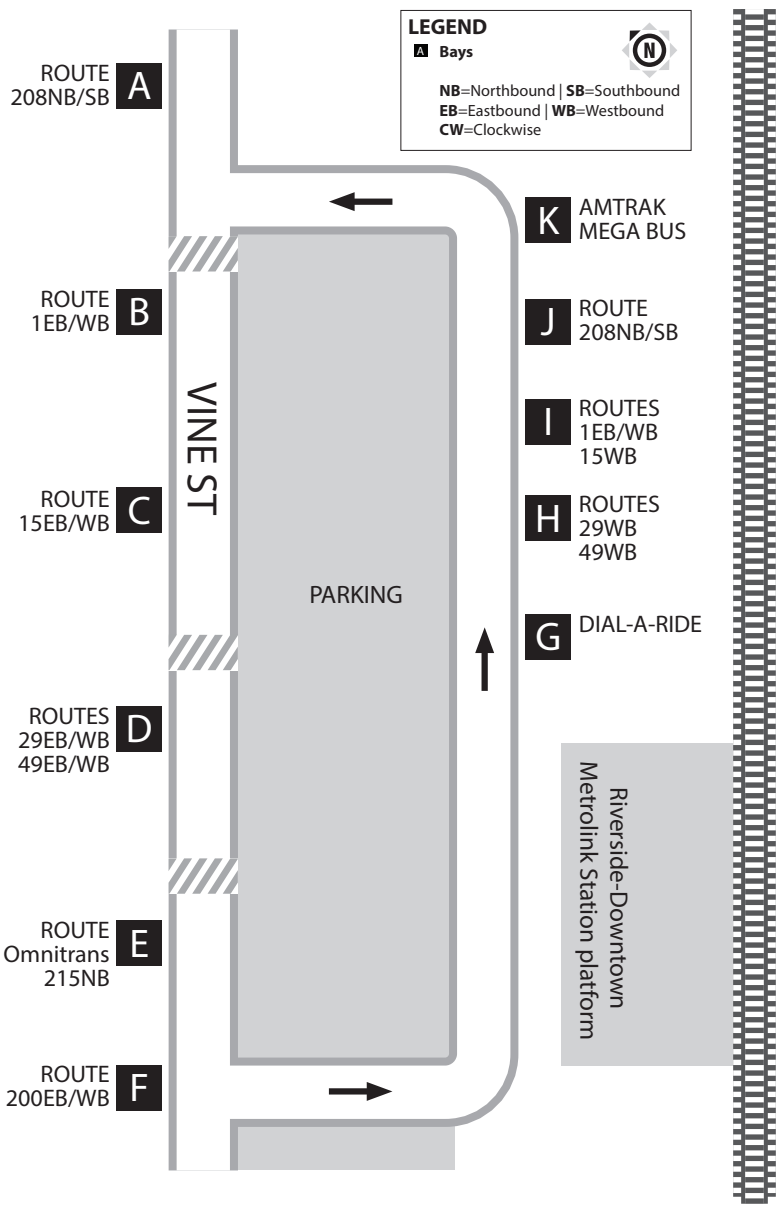 LEGEND
A Bays
N
NB=Northbound | SB=Southbound
EB=Eastbound | WB=Westbound
CW=Clockwise
ROUTE
208NB/SB
A
ROUTE
1EB/WB
B
ROUTE
15EB/WB
C
ROUTES
29EB/WB
49EB/WB
D
ROUTE
Omnitrans
215NB
E
ROUTE
200EB/WB
F
VINE ST
PARKING
K
AMTRAK
MEGA BUS
J
ROUTE
208NB/SB
I
ROUTES
1EB/WB
15WB
H
ROUTES
29WB
49WB
G
DIAL-A-RIDE
Riverside-Downtown
Metrolink Station platform